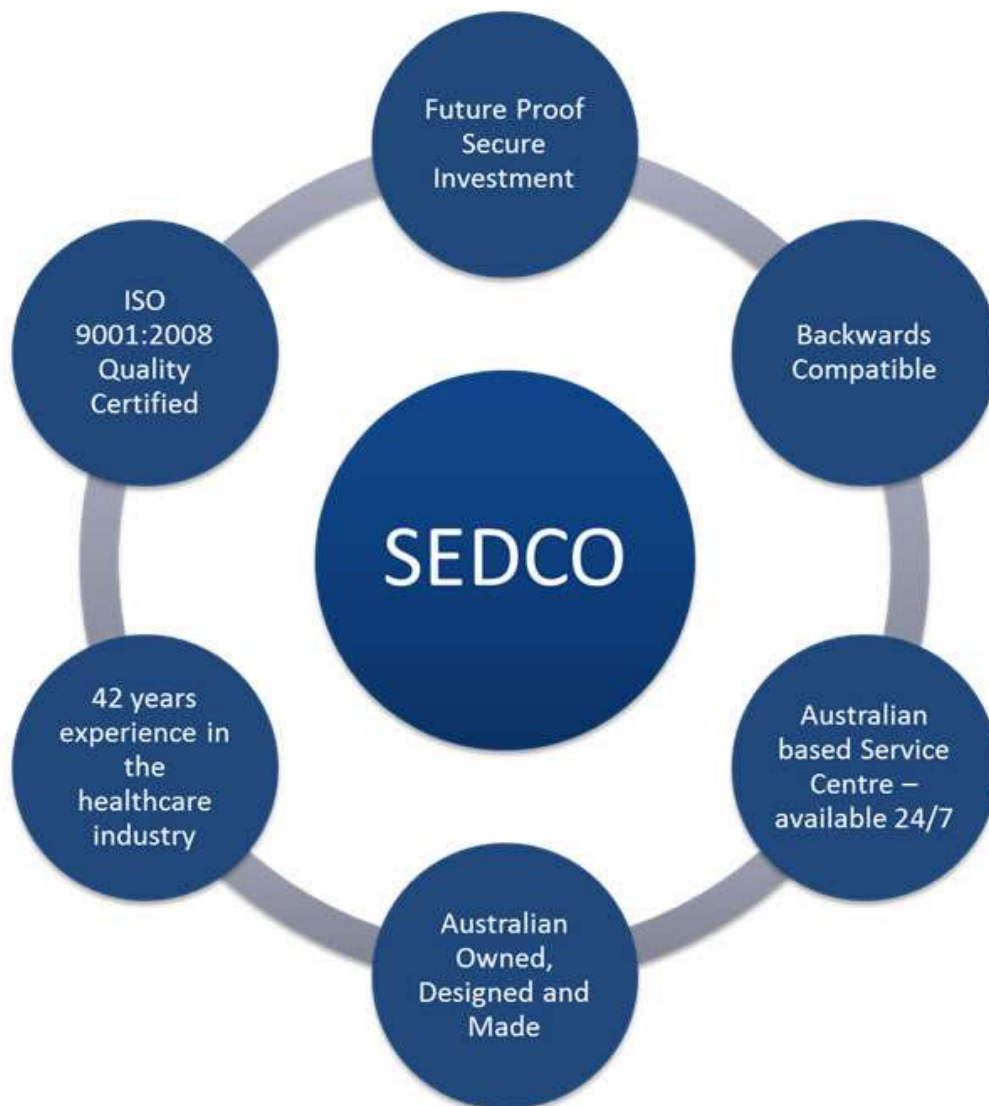 Future Proof
Secure
Investment
Backwards
Compatible
Australian
based Service
Centre –
available 24/7
Australian
Owned,
Designed and
Made
42 years
experience in
the
healthcare
industry
ISO
9001:2008
Quality
Certified
SEDCO